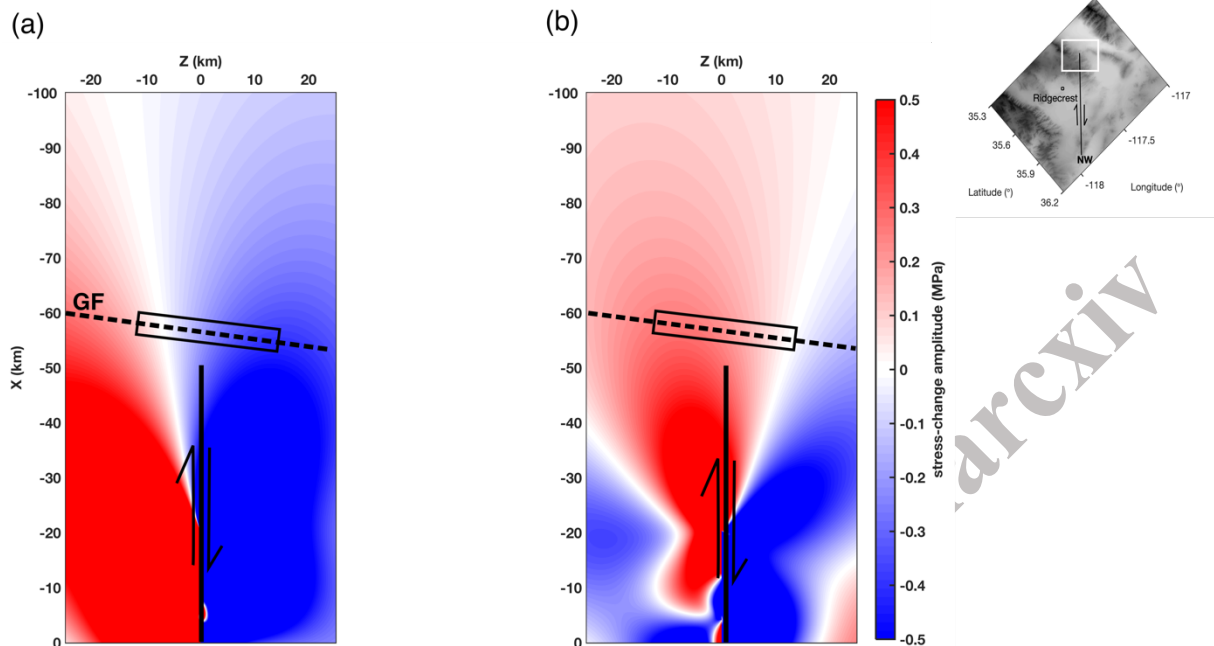 (a)
Z (km)
-20 -10 0 10 20
-100
-90
-80
-70
-60
-50
-40
-30
-20
-10
0
X (km)
GF
(b)
Z (km)
-20 -10 0 10 20
-100
-90
-80
-70
-60
-50
-40
-30
-20
-10
0
0.5
0.4
0.3
0.2
0.1
0
-0.1
-0.2
-0.3
-0.4
-0.5
stress-change amplitude (MPa)
Ridgecrest
NW
35.3
35.6
35.9
36.2
Latitude (°)
-117
-117.5
-118
Longitude (°)
arcxiv